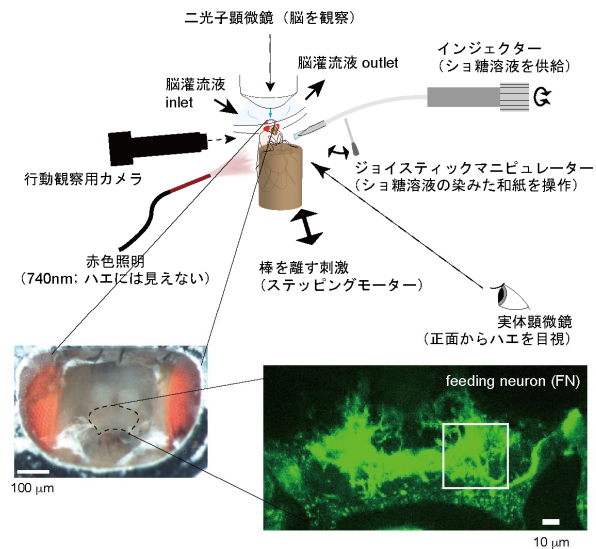 二光子顕微鏡（脳を観察）
脳灌流液 outlet
脳灌流液
inlet
インジェクター
（ショ糖溶液を供給）
行動観察用カメラ
ジョイスティックマニピュレーター
（ショ糖溶液の染みた和紙を操作）
赤色照明
（740nm；ハエには見えない）
棒を離す刺激
（ステッピングモーター）
実体顕微鏡
（正面からハエを目視）
feeding neuron (FN)
100 μm
10 μm